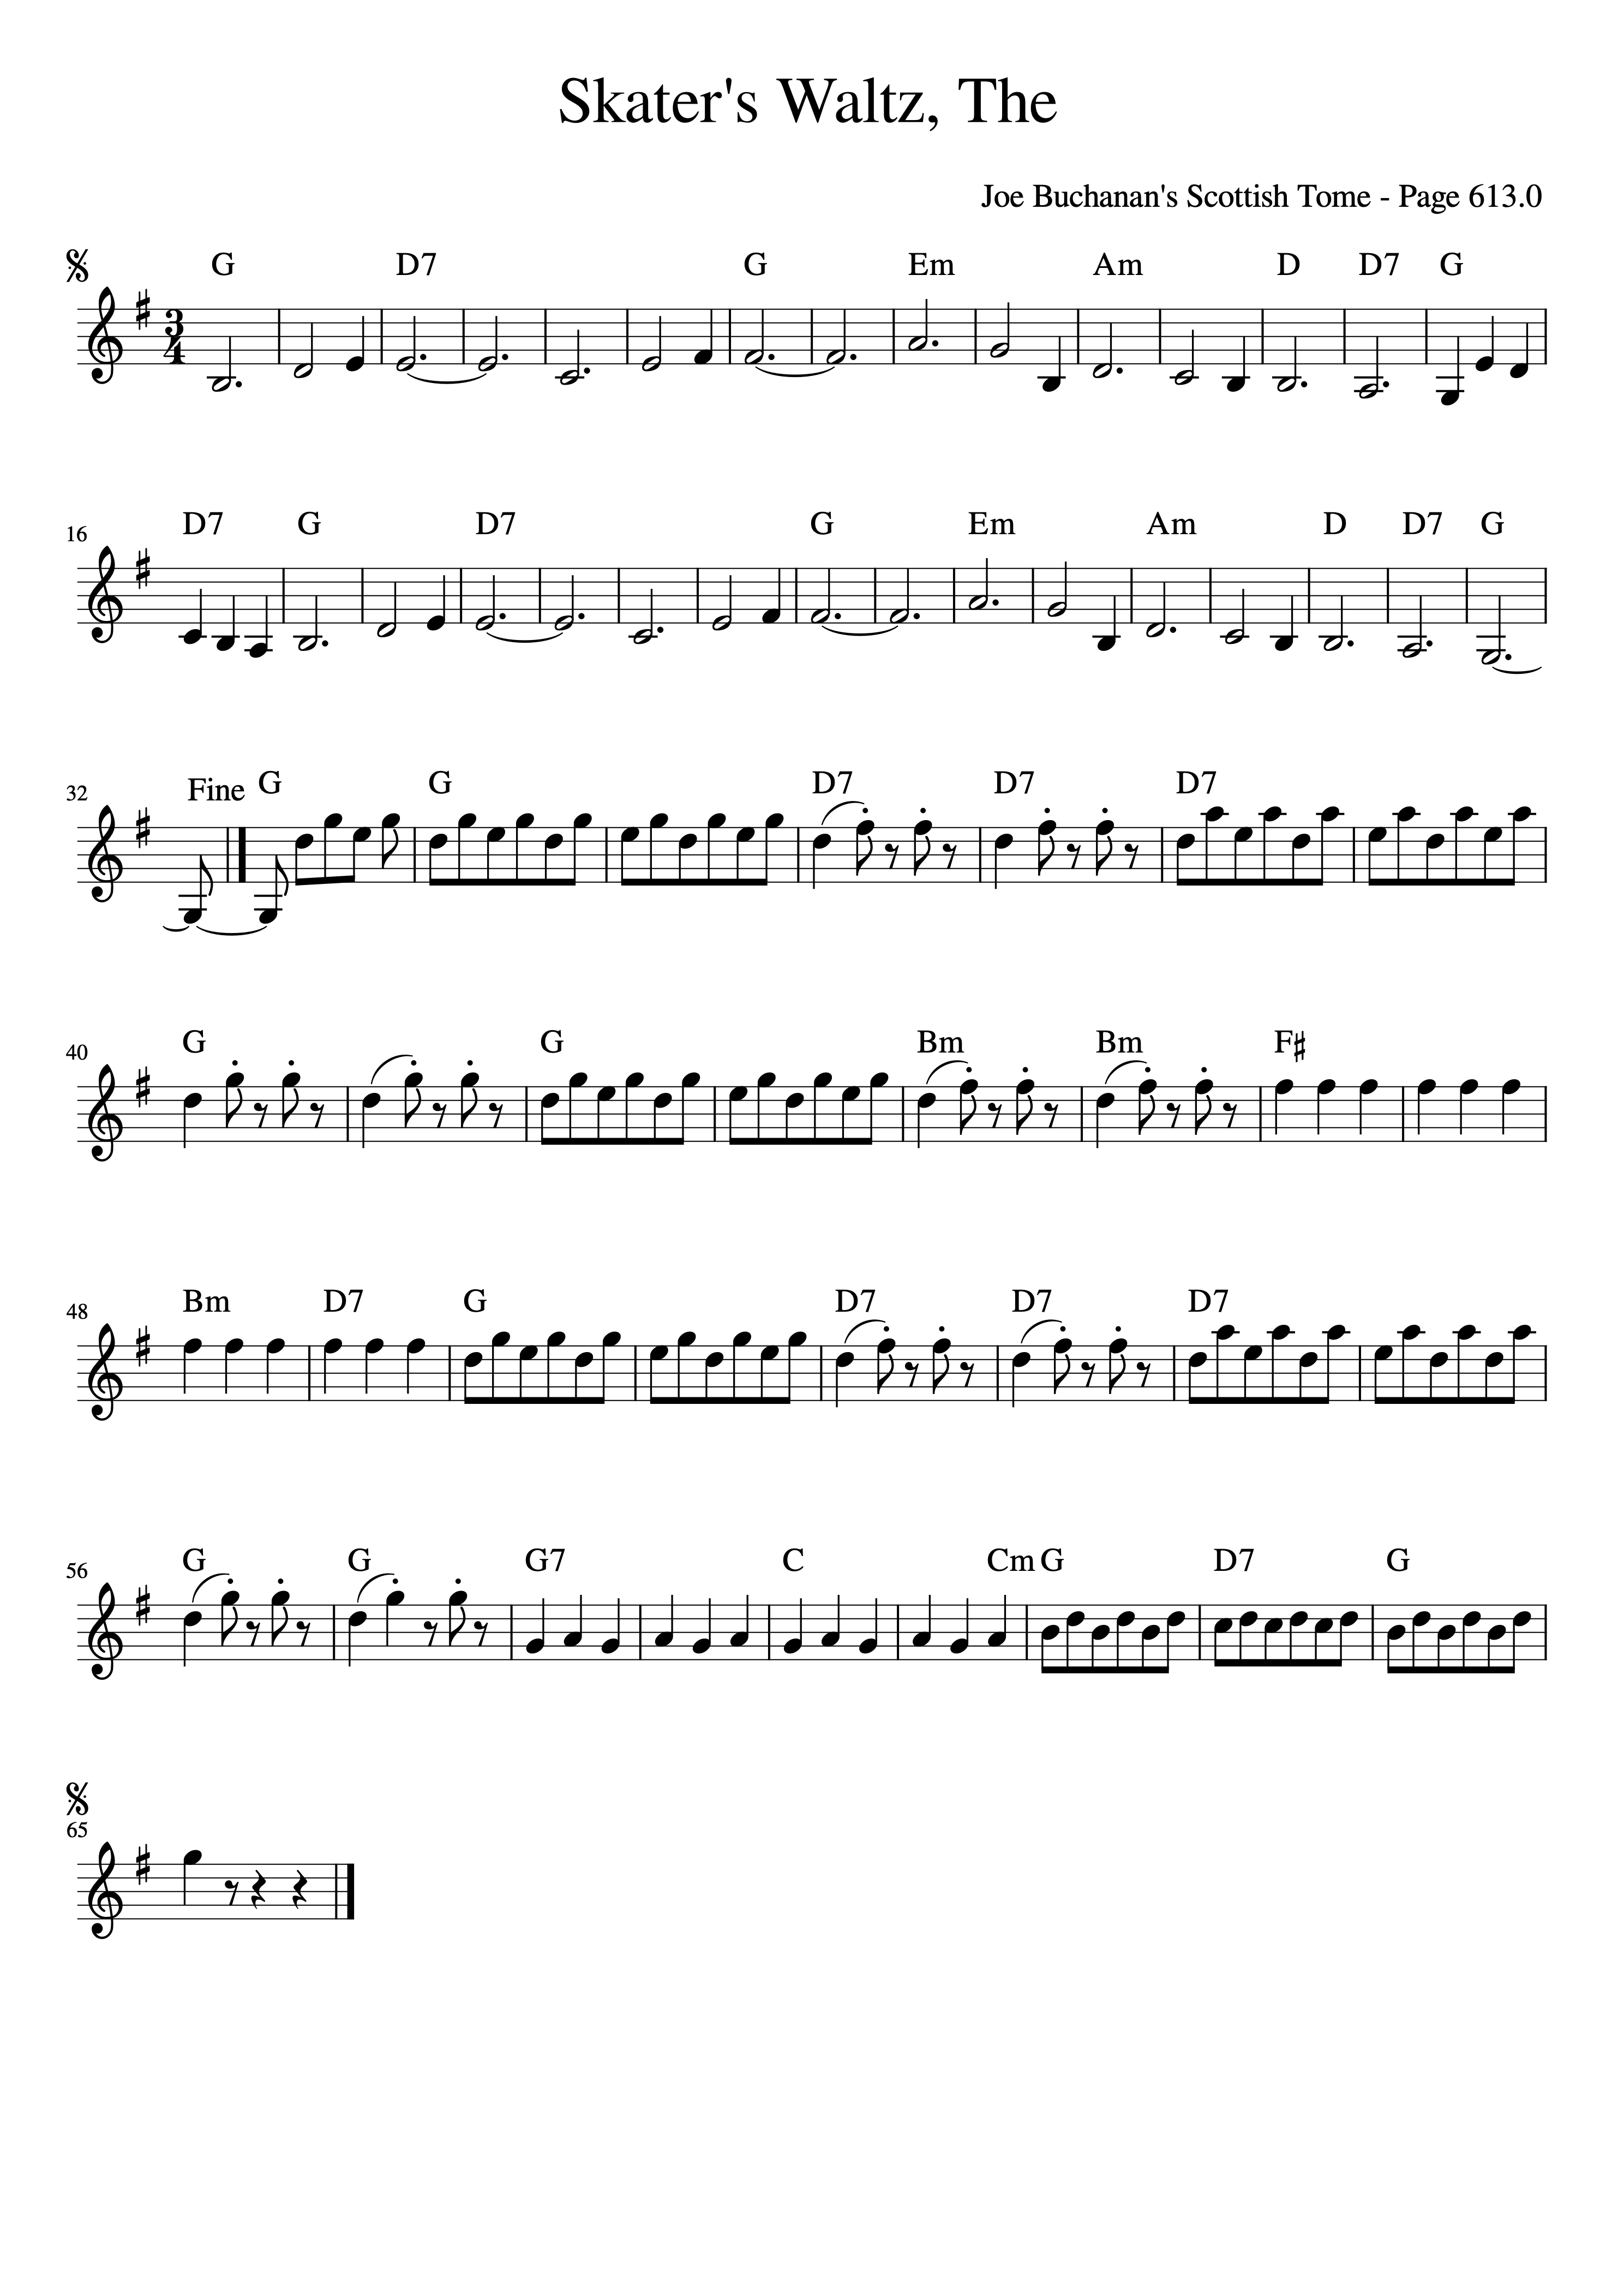 Skater's Waltz, The
Joe Buchanan's Scottish Tome - Page 613.0
G D7 G Em Am D D7 G
3
4
16 D7 G D7 G Em Am D D7 G
32 Fine G G D7 D7 D7
40 G G Bm Bm F♯
48 Bm D7 G D7 D7 D7
56 G G G7 C Cm G D7 G
65